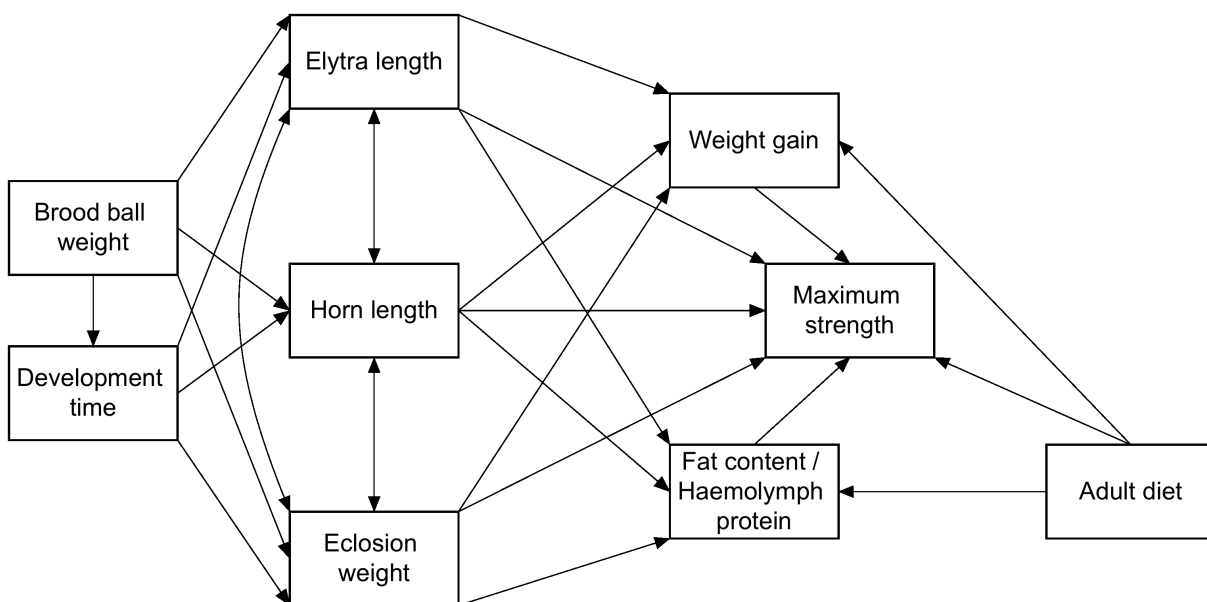 Elytra length
Weight gain
Brood ball
weight
Horn length
Maximum
strength
Development
time
Fat content /
Haemolymph
protein
Adult diet
Eclosion
weight